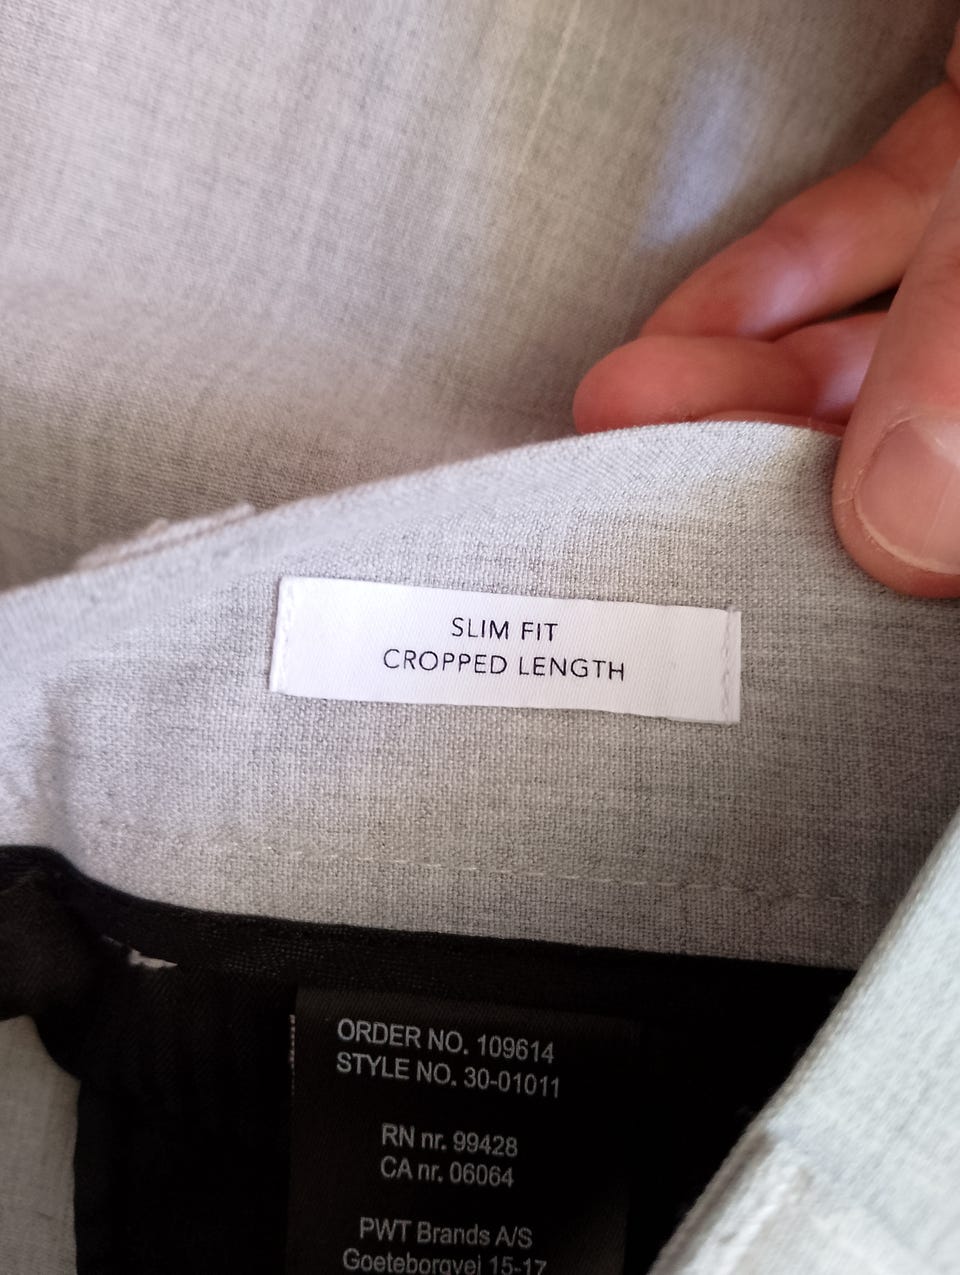 SLIM FIT
CROPPED LENGTH
ORDER NO. 109614
STYLE NO. 30-01011
RN nr. 99428
CA nr. 06064
PWT Brands A/S
Goeteborgvej 15-17